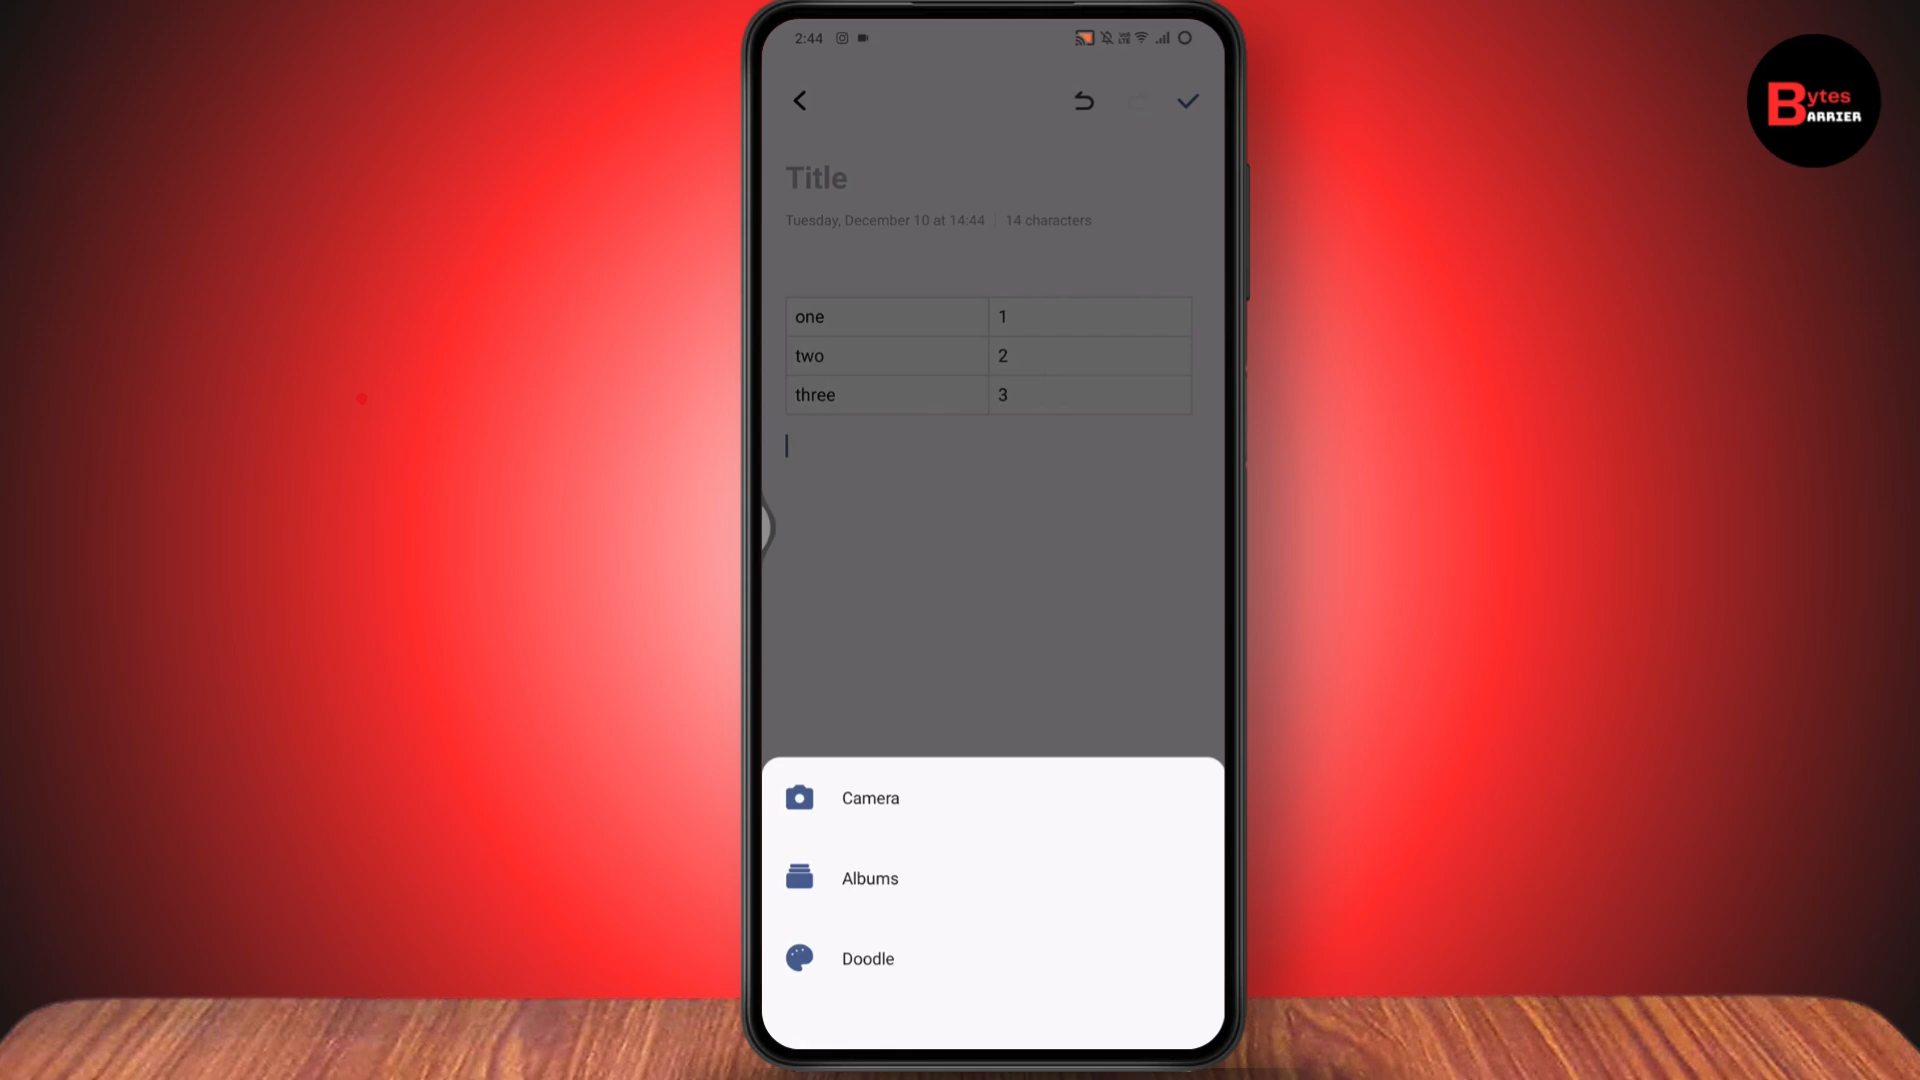 2:44
Bytes
BARRIER
Title
Tuesday, December 10 at 14:44 | 14 characters
one 1
two 2
three 3
Camera
Albums
Doodle